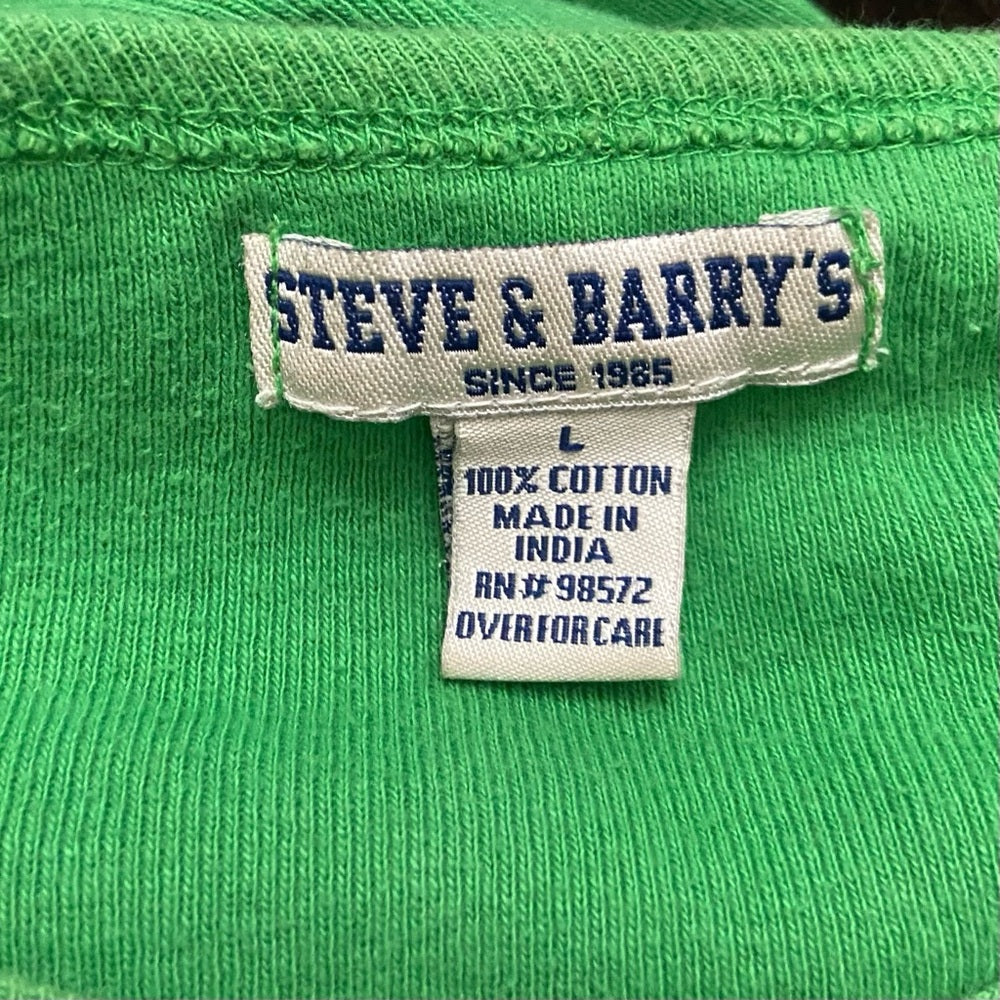 STEVE & BARRY'S
SINCE 1985
L
100% COTTON
MADE IN
INDIA
RN# 98572
OVER FOR CARE